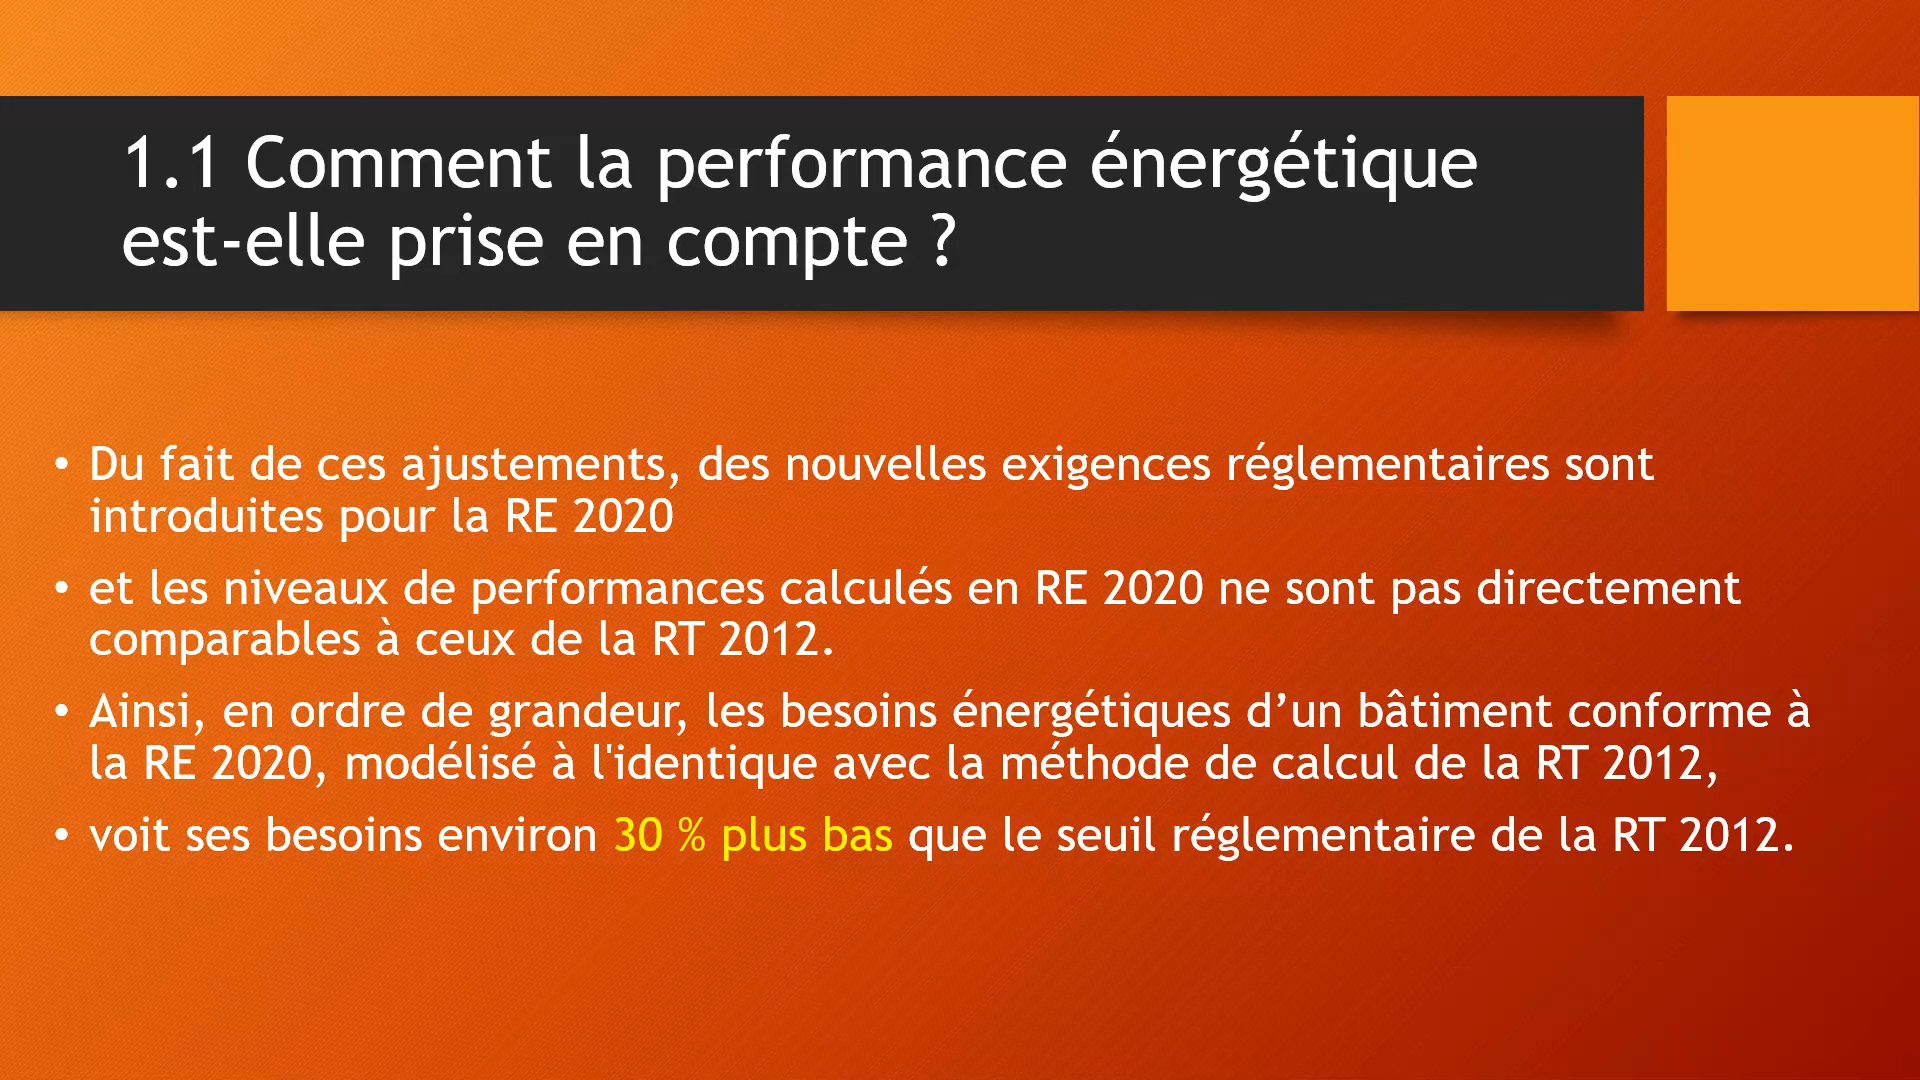 1.1 Comment la performance énergétique
est-elle prise en compte ?
• Du fait de ces ajustements, des nouvelles exigences réglementaires sont
introduites pour la RE 2020
• et les niveaux de performances calculés en RE 2020 ne sont pas directement
comparables à ceux de la RT 2012.
• Ainsi, en ordre de grandeur, les besoins énergétiques d’un bâtiment conforme à
la RE 2020, modélisé à l'identique avec la méthode de calcul de la RT 2012,
• voit ses besoins environ 30 % plus bas que le seuil réglementaire de la RT 2012.